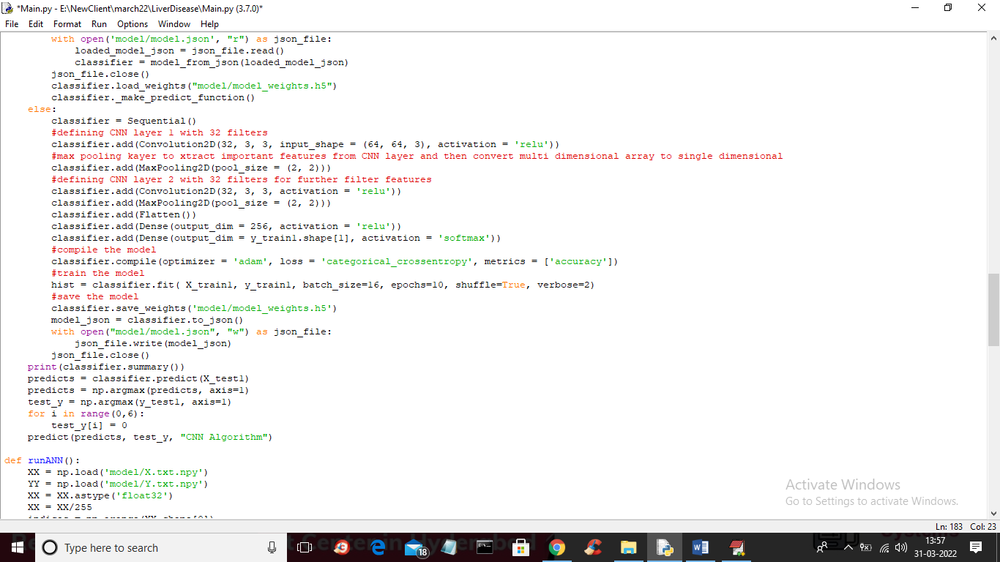 *Main.py - E:\NewClient\march22\LiverDisease\Main.py (3.7.0)*
File Edit Format Run Options Window Help
        with open('model/model.json', "r") as json_file:
            loaded_model_json = json_file.read()
            classifier = model_from_json(loaded_model_json)
        json_file.close()
        classifier.load_weights("model/model_weights.h5")
        classifier._make_predict_function()
    else:
        classifier = Sequential()
        #defining CNN layer 1 with 32 filters
        classifier.add(Convolution2D(32, 3, 3, input_shape = (64, 64, 3), activation = 'relu'))
        #max pooling kayer to xtract important features from CNN layer and then convert multi dimensional array to single dimensional
        classifier.add(MaxPooling2D(pool_size = (2, 2)))
        #defining CNN layer 2 with 32 filters for further filter features
        classifier.add(Convolution2D(32, 3, 3, activation = 'relu'))
        classifier.add(MaxPooling2D(pool_size = (2, 2)))
        classifier.add(Flatten())
        classifier.add(Dense(output_dim = 256, activation = 'relu'))
        classifier.add(Dense(output_dim = y_train1.shape[1], activation = 'softmax'))
        #compile the model
        classifier.compile(optimizer = 'adam', loss = 'categorical_crossentropy', metrics = ['accuracy'])
        #train the model
        hist = classifier.fit( X_train1, y_train1, batch_size=16, epochs=10, shuffle=True, verbose=2)
        #save the model
        classifier.save_weights('model/model_weights.h5')
        model_json = classifier.to_json()
        with open("model/model.json", "w") as json_file:
            json_file.write(model_json)
        json_file.close()
    print(classifier.summary())
    predicts = classifier.predict(X_test1)
    predicts = np.argmax(predicts, axis=1)
    test_y = np.argmax(y_test1, axis=1)
    for i in range(0,6):
        test_y[i] = 0
    predict(predicts, test_y, "CNN Algorithm")
def runANN():
    XX = np.load('model/X.txt.npy')
    YY = np.load('model/Y.txt.npy')
    XX = XX.astype('float32')
    XX = XX/255
Activate Windows
Go to Settings to activate Windows.
Ln: 183 Col: 23
Type here to search
18
13:57
31-03-2022